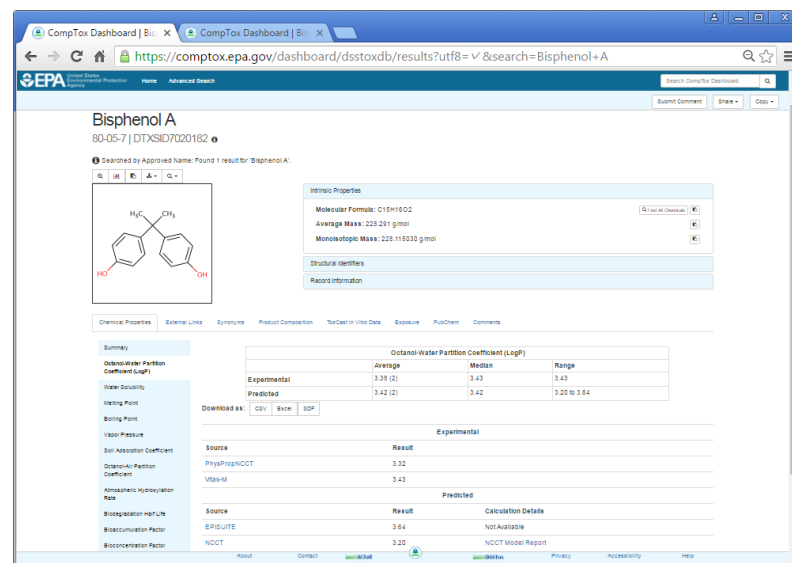 CompTox Dashboard | Bis
CompTox Dashboard | Bis
https://comptox.epa.gov/dashboard/dsstoxdb/results?utf8=✓&search=Bisphenol+A
EPA United States Environmental Protection Agency Home Advanced Search Search CompTox Dashboard
Submit Comment Share Copy
Bisphenol A
80-05-7 | DTXSID7020182
Searched by Approved Name: Found 1 result for 'Bisphenol A'.
H3C CH3
HO OH
Intrinsic Properties
Molecular Formula: C15H16O2 Find All Chemicals
Average Mass: 228.291 g/mol
Monoisotopic Mass: 228.115030 g/mol
Structural Identifiers
Record Information
Chemical Properties External Links Synonyms Product Composition ToxCast in Vitro Data Exposure PubChem Comments
Summary
Octanol-Water Partition Coefficient (LogP)
Water Solubility
Melting Point
Boiling Point
Vapor Pressure
Soil Adsorption Coefficient
Octanol-Air Partition Coefficient
Atmospheric Hydroxylation Rate
Biodegradation Half Life
Bioaccumulation Factor
Bioconcentration Factor
Octanol-Water Partition Coefficient (LogP)
Average Median Range
Experimental 3.38 (2) 3.43 3.43
Predicted 3.42 (2) 3.42 3.20 to 3.64
Download as: CSV Excel SDF
Experimental
Source Result
PhysPropNCCT 3.32
Vitas-M 3.43
Predicted
Source Result Calculation Details
EPISUITE 3.64 Not Available
NCCT 3.20 NCCT Model Report
About Contact ACToR DSSTox Privacy Accessibility Help